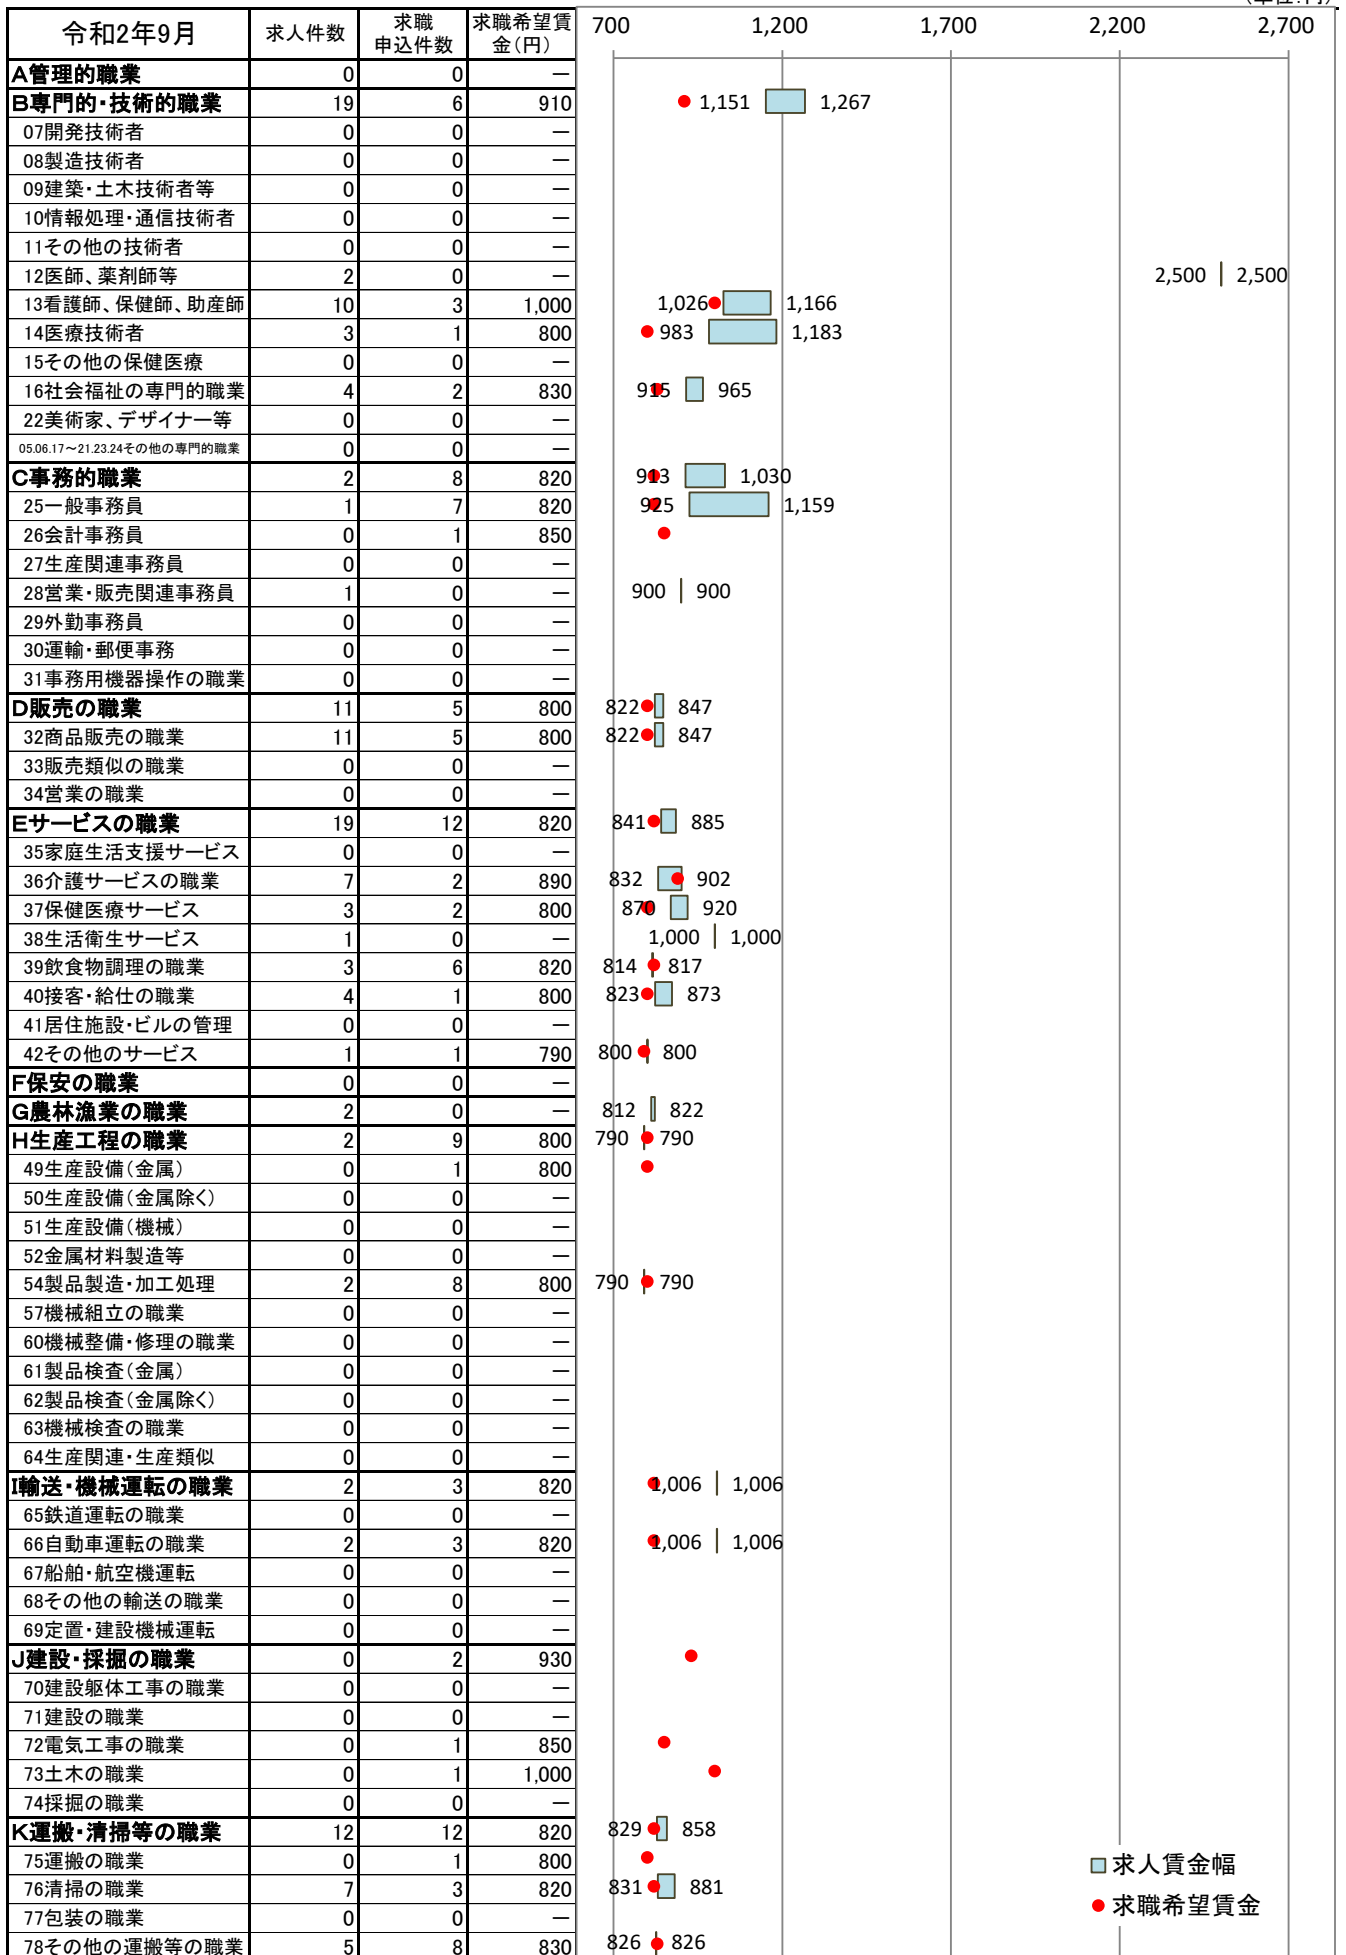 (単位:円)
令和2年9月 求人件数 求職申込件数 求職希望賃金(円) 700 1,200 1,700 2,200 2,700
A管理的職業 0 0 ―
B専門的・技術的職業 19 6 910 1,151 1,267
07開発技術者 0 0 ―
08製造技術者 0 0 ―
09建築・土木技術者等 0 0 ―
10情報処理・通信技術者 0 0 ―
11その他の技術者 0 0 ―
12医師、薬剤師等 2 0 ― 2,500 2,500
13看護師、保健師、助産師 10 3 1,000 1,026 1,166
14医療技術者 3 1 800 983 1,183
15その他の保健医療 0 0 ―
16社会福祉の専門的職業 4 2 830 915 965
22美術家、デザイナー等 0 0 ―
05.06.17～21.23.24その他の専門的職業 0 0 ―
C事務的職業 2 8 820 913 1,030
25一般事務員 1 7 820 925 1,159
26会計事務員 0 1 850
27生産関連事務員 0 0 ―
28営業・販売関連事務員 1 0 ― 900 900
29外勤事務員 0 0 ―
30運輸・郵便事務 0 0 ―
31事務用機器操作の職業 0 0 ―
D販売の職業 11 5 800 822 847
32商品販売の職業 11 5 800 822 847
33販売類似の職業 0 0 ―
34営業の職業 0 0 ―
Eサービスの職業 19 12 820 841 885
35家庭生活支援サービス 0 0 ―
36介護サービスの職業 7 2 890 832 902
37保健医療サービス 3 2 800 870 920
38生活衛生サービス 1 0 ― 1,000 1,000
39飲食物調理の職業 3 6 820 814 817
40接客・給仕の職業 4 1 800 823 873
41居住施設・ビルの管理 0 0 ―
42その他のサービス 1 1 790 800 800
F保安の職業 0 0 ―
G農林漁業の職業 2 0 ― 812 822
H生産工程の職業 2 9 800 790 790
49生産設備(金属) 0 1 800
50生産設備(金属除く) 0 0 ―
51生産設備(機械) 0 0 ―
52金属材料製造等 0 0 ―
54製品製造・加工処理 2 8 800 790 790
57機械組立の職業 0 0 ―
60機械整備・修理の職業 0 0 ―
61製品検査(金属) 0 0 ―
62製品検査(金属除く) 0 0 ―
63機械検査の職業 0 0 ―
64生産関連・生産類似 0 0 ―
I輸送・機械運転の職業 2 3 820 1,006 1,006
65鉄道運転の職業 0 0 ―
66自動車運転の職業 2 3 820 1,006 1,006
67船舶・航空機運転 0 0 ―
68その他の輸送の職業 0 0 ―
69定置・建設機械運転 0 0 ―
J建設・採掘の職業 0 2 930
70建設躯体工事の職業 0 0 ―
71建設の職業 0 0 ―
72電気工事の職業 0 1 850
73土木の職業 0 1 1,000
74採掘の職業 0 0 ―
K運搬・清掃等の職業 12 12 820 829 858
75運搬の職業 0 1 800
76清掃の職業 7 3 820 831 881
77包装の職業 0 0 ―
78その他の運搬等の職業 5 8 830 826 826
求人賃金幅
求職希望賃金